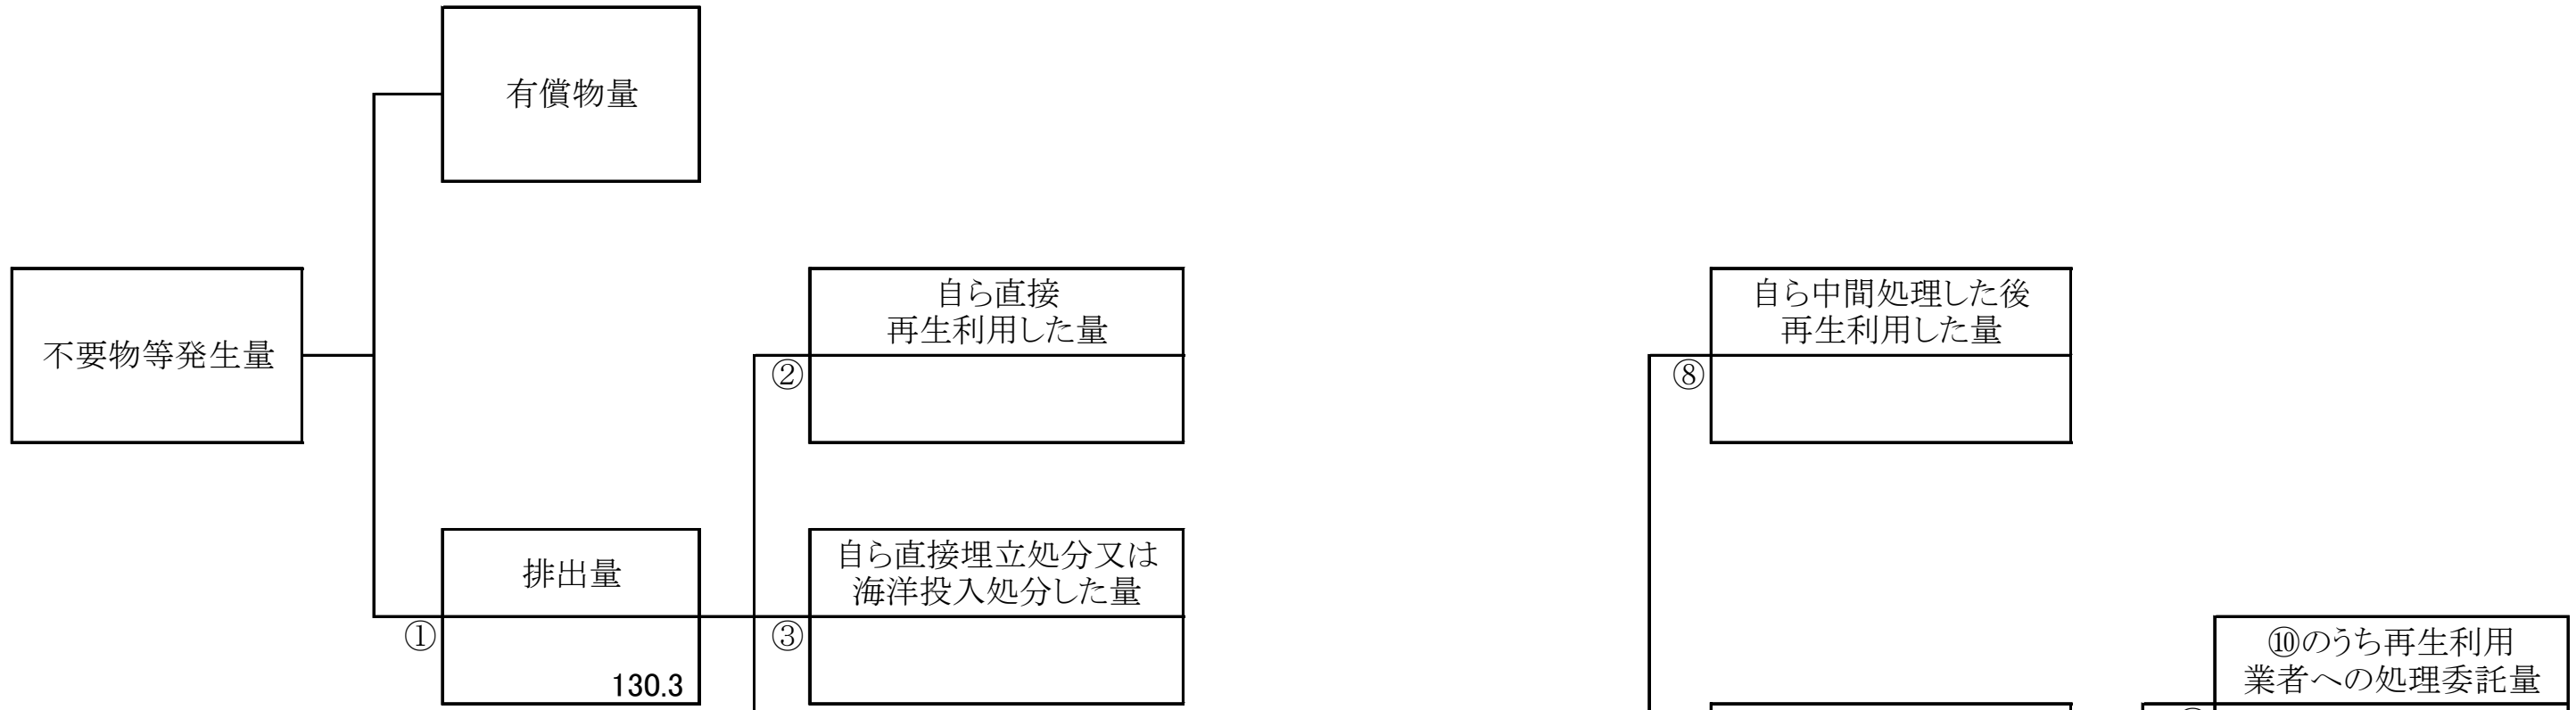 有償物量
不要物等発生量
自ら直接
再生利用した量
②
自ら中間処理した後
再生利用した量
⑧
排出量
①
130.3
自ら直接埋立処分又は
海洋投入処分した量
③
⑩のうち再生利用
業者への処理委託量